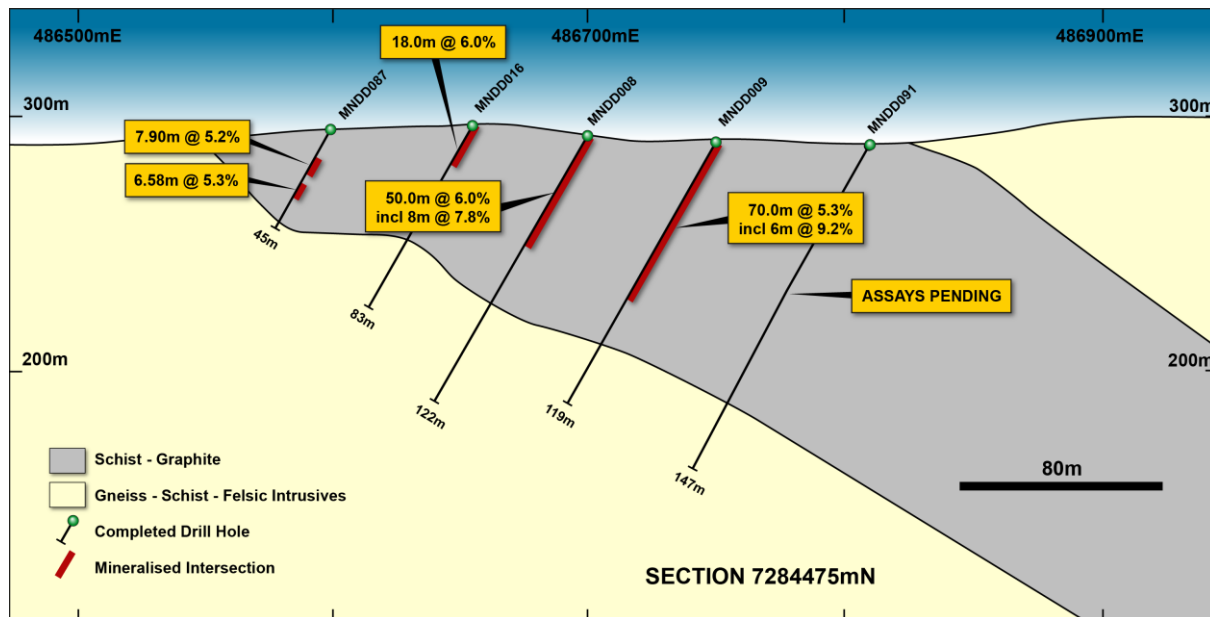 486500mE
486700mE
486900mE
18.0m @ 6.0%
MNDD087
MNDD016
MNDD008
MNDD009
MNDD091
300m
300m
7.90m @ 5.2%
6.58m @ 5.3%
50.0m @ 6.0%
incl 8m @ 7.8%
70.0m @ 5.3%
incl 6m @ 9.2%
45m
ASSAYS PENDING
83m
200m
200m
122m
119m
147m
80m
Schist - Graphite
Gneiss - Schist - Felsic Intrusives
Completed Drill Hole
Mineralised Intersection
SECTION 7284475mN